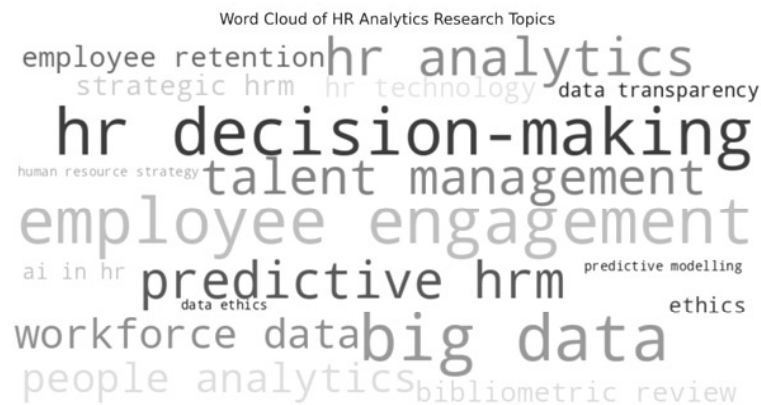 Word Cloud of HR Analytics Research Topics
employee retention
hr analytics
strategic hrm
hr technology
data transparency
hr decision-making
human resource strategy
talent management
employee engagement
ai in hr
predictive hrm
predictive modelling
data ethics
ethics
workforce data
big data
people analytics
bibliometric review